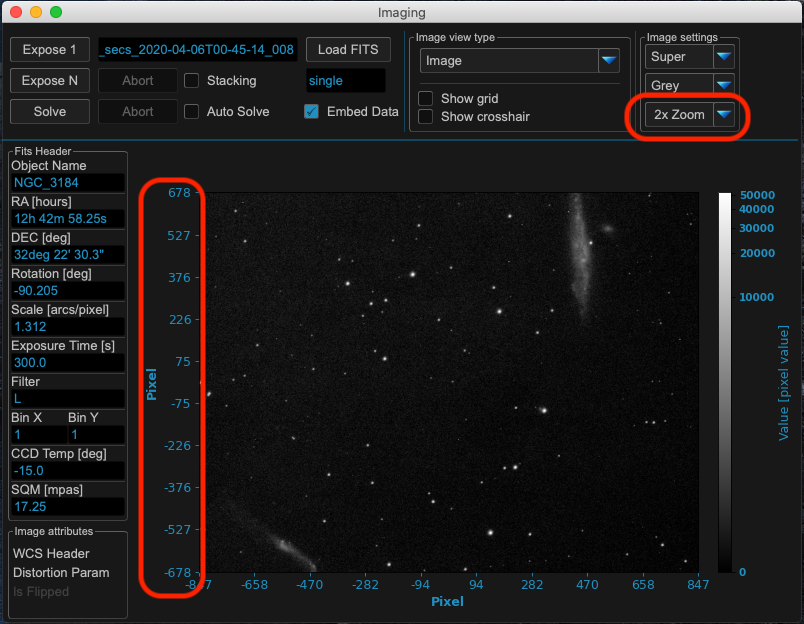 Imaging
Expose 1
_secs_2020-04-06T00-45-14_008
Load FITS
Expose N
Abort
Stacking
single
Solve
Abort
Auto Solve
Embed Data
Image view type
Image
Show grid
Show crosshair
Image settings
Super
Grey
2x Zoom
Fits Header
Object Name
NGC_3184
RA [hours]
12h 42m 58.25s
DEC [deg]
32deg 22' 30.3"
Rotation [deg]
-90.205
Scale [arcs/pixel]
1.312
Exposure Time [s]
300.0
Filter
L
Bin X Bin Y
1 1
CCD Temp [deg]
-15.0
SQM [mpas]
17.25
Image attributes
WCS Header
Distortion Param
Is Flipped
Pixel
678
527
376
226
75
-75
-226
-376
-527
-678
-658 -470 -282 -94 94 282 470 658 847
Pixel
50000
40000
30000
20000
10000
0
Value [pixel value]